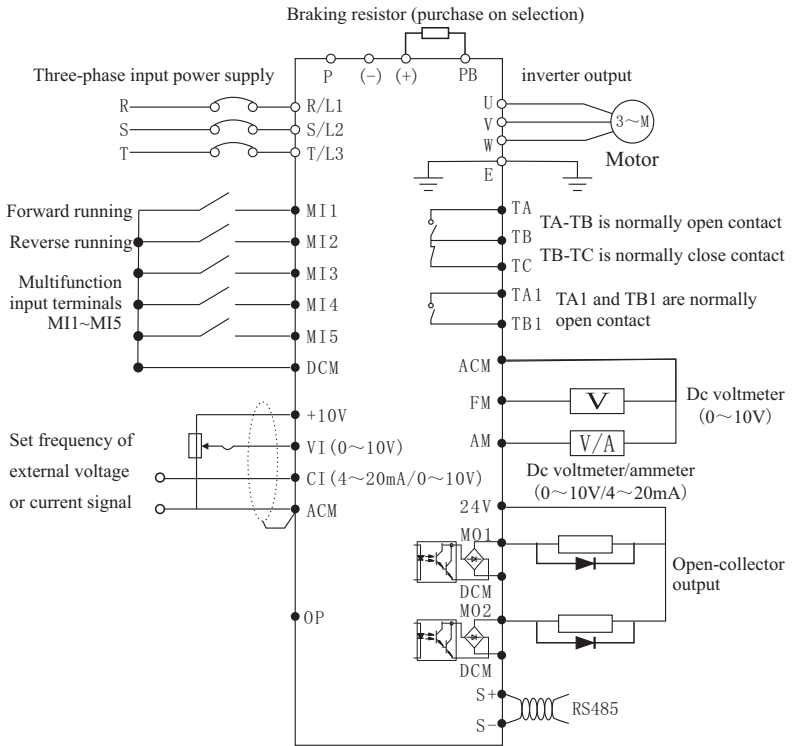 Braking resistor (purchase on selection)
P (-) (+) PB
Three-phase input power supply
inverter output
R R/L1
S S/L2
T T/L3
U
V
W
3～M
Motor
E
Forward running
Reverse running
Multifunction
input terminals
MI1~MI5
MI1
MI2
MI3
MI4
MI5
DCM
TA
TB
TC
TA-TB is normally open contact
TB-TC is normally close contact
TA1
TB1
TA1 and TB1 are normally
open contact
ACM
FM
AM
V
V/A
Dc voltmeter
(0～10V)
Dc voltmeter/ammeter
(0～10V/4～20mA)
Set frequency of
external voltage
or current signal
+10V
VI(0～10V)
CI(4～20mA/0～10V)
ACM
24V
MO1
DCM
MO2
DCM
Open-collector
output
OP
S+
S-
RS485